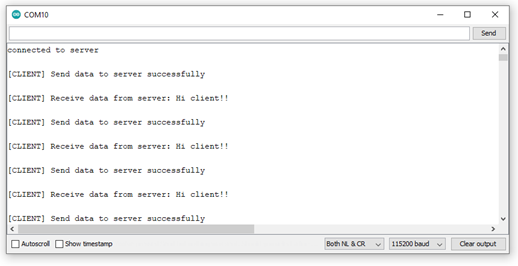 COM10
Send
connected to server
[CLIENT] Send data to server successfully
[CLIENT] Receive data from server: Hi client!!
[CLIENT] Send data to server successfully
[CLIENT] Receive data from server: Hi client!!
[CLIENT] Send data to server successfully
[CLIENT] Receive data from server: Hi client!!
[CLIENT] Send data to server successfully
Autoscroll Show timestamp Both NL & CR 115200 baud Clear output